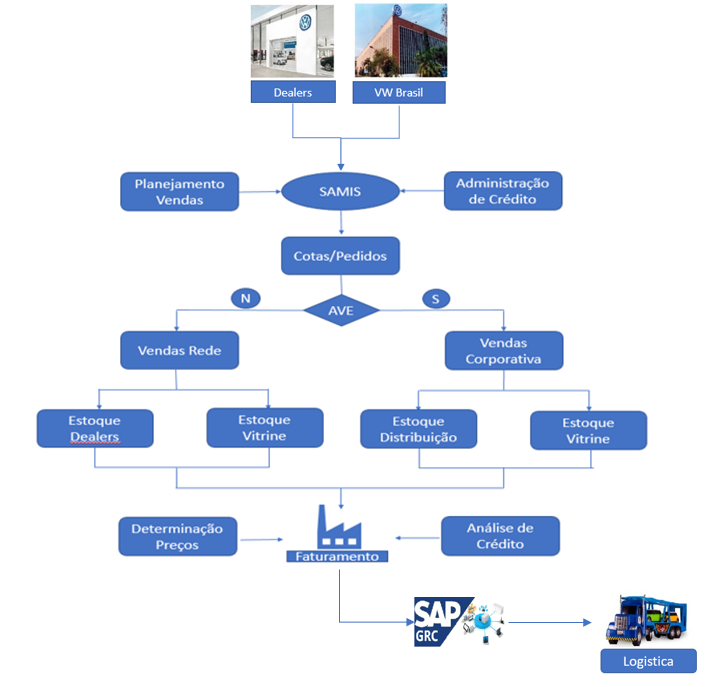 Dealers
VW Brasil
Planejamento
Vendas
SAMIS
Administração
de Crédito
Cotas/Pedidos
N
AVE
S
Vendas Rede
Vendas
Corporativa
Estoque
Dealers
Estoque
Vitrine
Estoque
Distribuição
Estoque
Vitrine
Determinação
Preços
Faturamento
Análise de
Crédito
SAP
GRC
Logistica